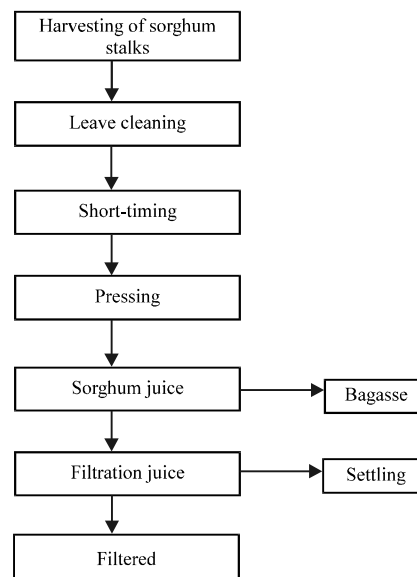 Harvesting of sorghum
stalks
Leave cleaning
Short-timing
Pressing
Sorghum juice
Bagasse
Filtration juice
Settling
Filtered